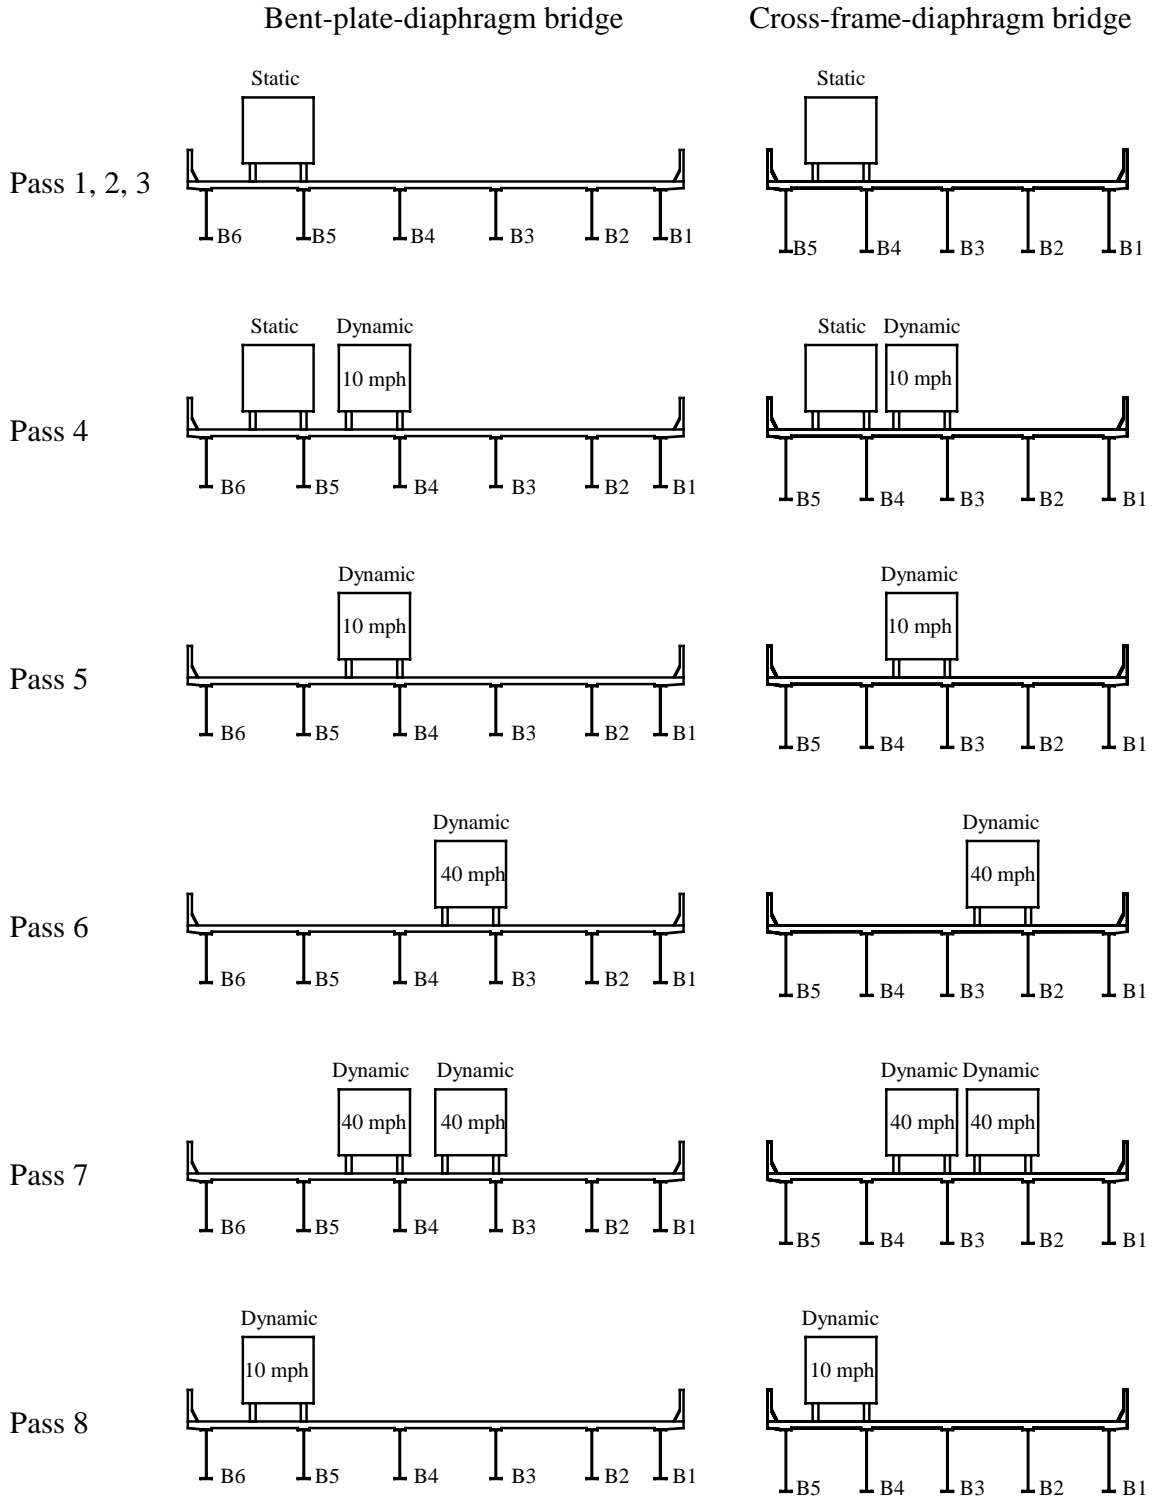 Bent-plate-diaphragm bridge Cross-frame-diaphragm bridge
Static Static
Pass 1, 2, 3
B6 B5 B4 B3 B2 B1 B5 B4 B3 B2 B1
Static Dynamic Static Dynamic
10 mph 10 mph
Pass 4
B6 B5 B4 B3 B2 B1 B5 B4 B3 B2 B1
Dynamic Dynamic
10 mph 10 mph
Pass 5
B6 B5 B4 B3 B2 B1 B5 B4 B3 B2 B1
Dynamic Dynamic
40 mph 40 mph
Pass 6
B6 B5 B4 B3 B2 B1 B5 B4 B3 B2 B1
Dynamic Dynamic Dynamic Dynamic
40 mph 40 mph 40 mph 40 mph
Pass 7
B6 B5 B4 B3 B2 B1 B5 B4 B3 B2 B1
Dynamic Dynamic
10 mph 10 mph
Pass 8
B6 B5 B4 B3 B2 B1 B5 B4 B3 B2 B1